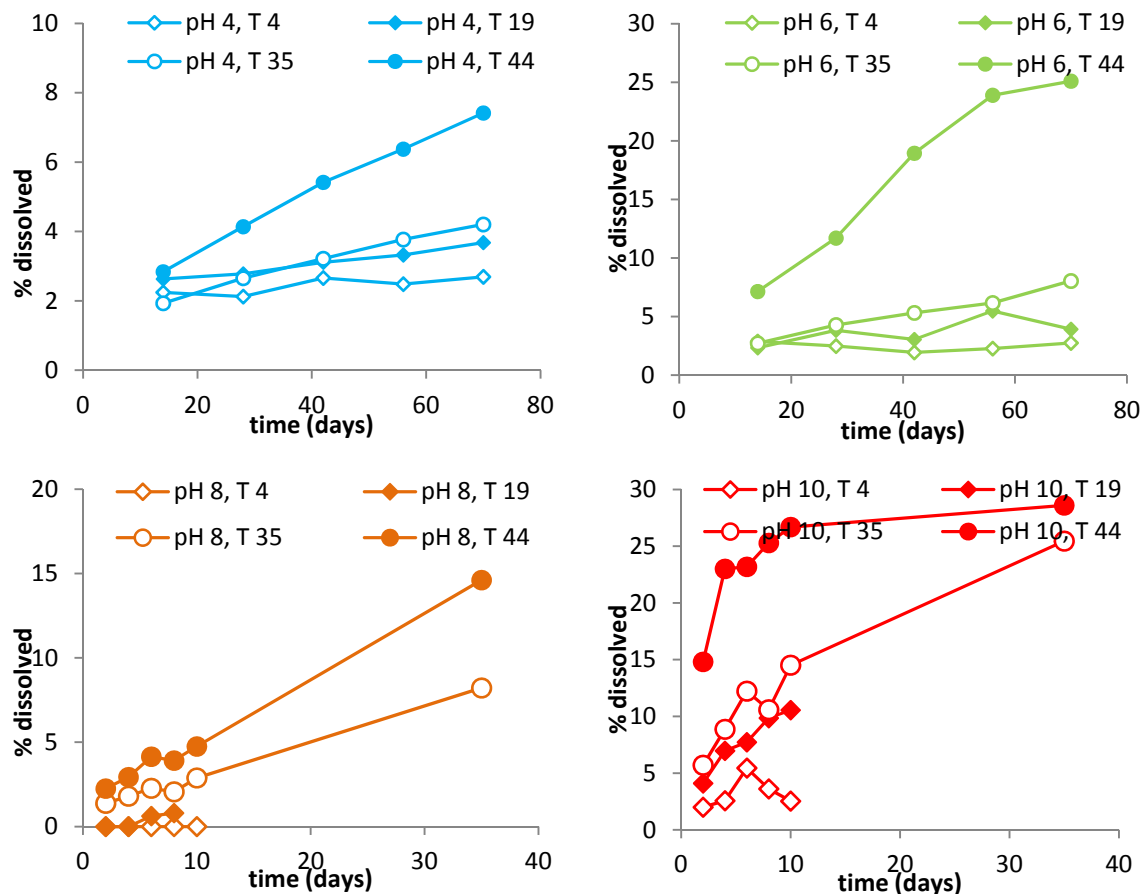 pH 4, T 4 pH 4, T 19
pH 4, T 35 pH 4, T 44
% dissolved
10
8
6
4
2
0
0 20 40 60 80
time (days)
pH 6, T 4 pH 6, T 19
pH 6, T 35 pH 6, T 44
% dissolved
30
25
20
15
10
5
0
0 20 40 60 80
time (days)
pH 8, T 4 pH 8, T 19
pH 8, T 35 pH 8, T 44
% dissolved
20
15
10
5
0
0 10 20 30 40
time (days)
pH 10, T 4 pH 10, T 19
pH 10, T 35 pH 10, T 44
% dissolved
30
25
20
15
10
5
0
0 10 20 30 40
time (days)